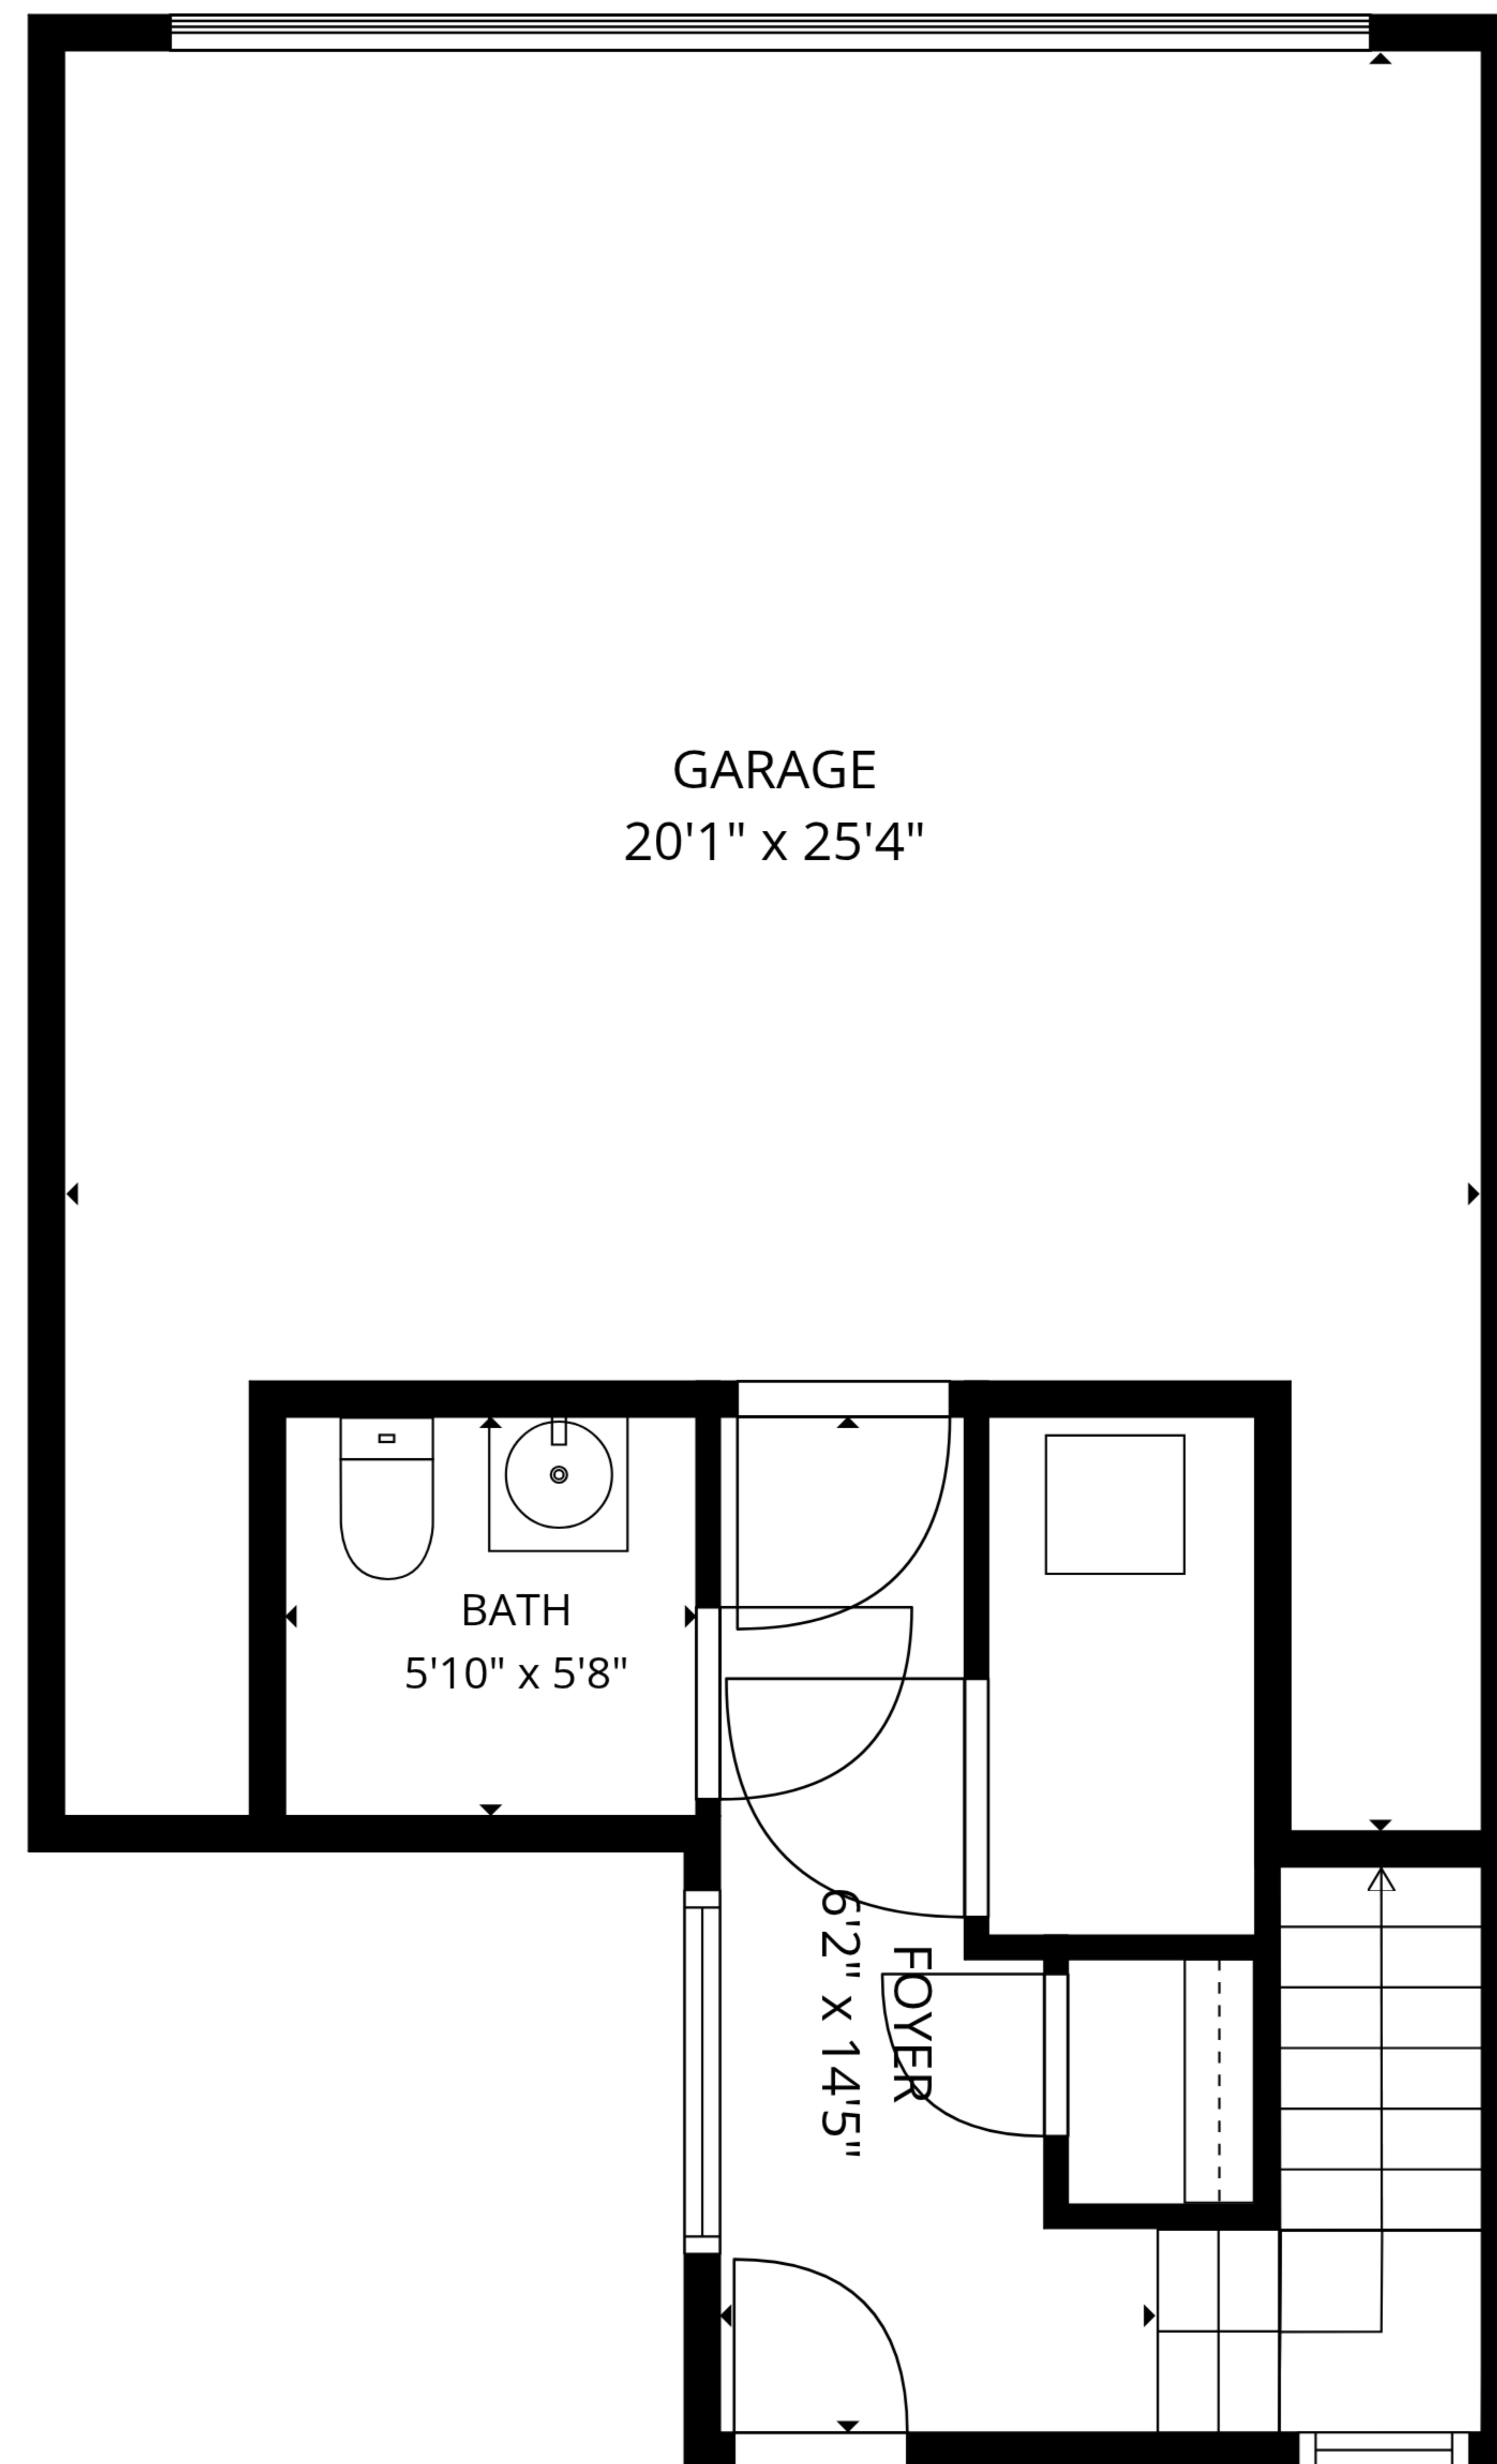 GARAGE
20'1" x 25'4"
BATH
5'10" x 5'8"
FOYER
6'2" x 14'5"